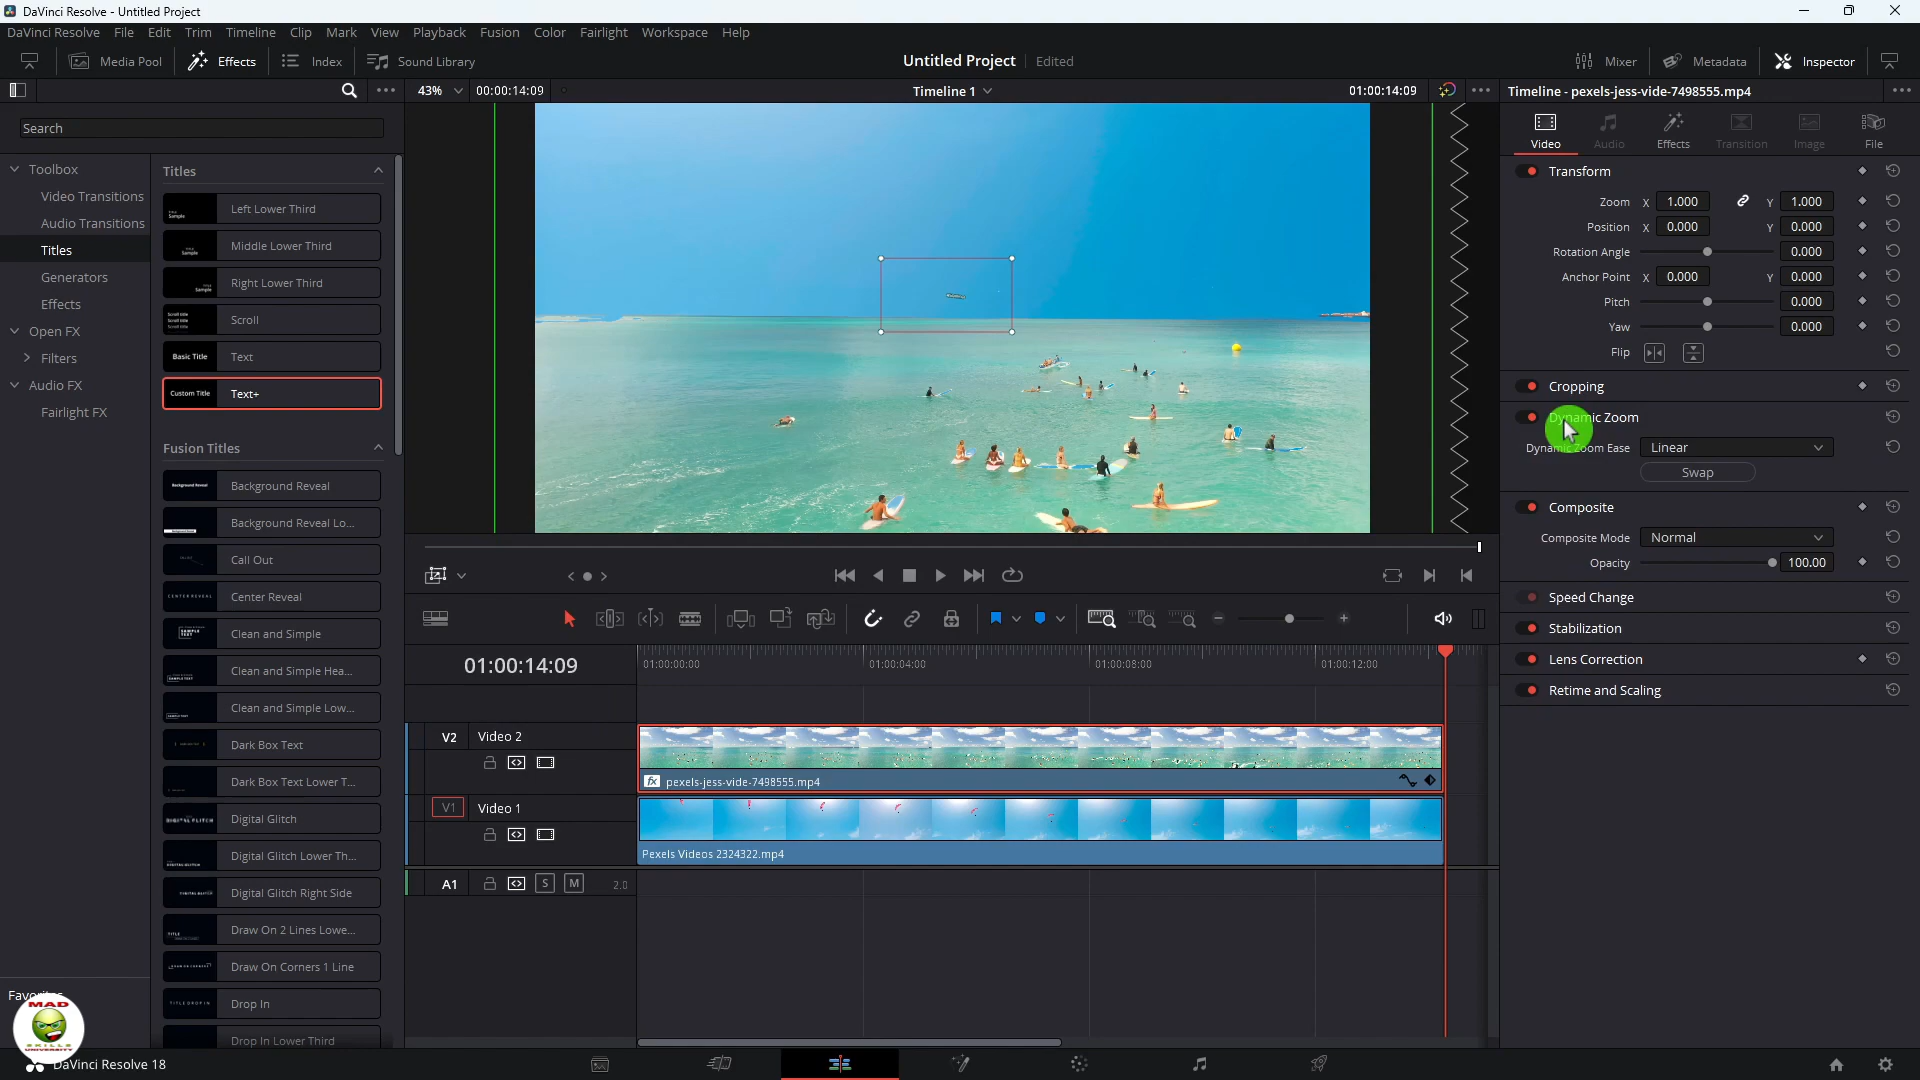 DaVinci Resolve - Untitled Project
DaVinci Resolve File Edit Trim Timeline Clip Mark View Playback Fusion Color Fairlight Workspace Help
Media Pool Effects Index Sound Library
Untitled Project Edited
Mixer Metadata Inspector
43% 00:00:14:09 Timeline 1 01:00:14:09
Timeline - pexels-jess-vide-7498555.mp4
Search
Video Audio Effects Transition Image File
Toolbox
Video Transitions
Audio Transitions
Titles
Generators
Effects
Open FX
Filters
Audio FX
Fairlight FX
Favorites
Titles
Left Lower Third
Middle Lower Third
Right Lower Third
Scroll
Basic Title Text
Custom Title Text+
Fusion Titles
Background Reveal
Background Reveal Lo...
Call Out
Center Reveal
Clean and Simple
Clean and Simple Hea...
Clean and Simple Low...
Dark Box Text
Dark Box Text Lower T...
Digital Glitch
Digital Glitch Lower Th...
Digital Glitch Right Side
Draw On 2 Lines Lowe...
Draw On Corners 1 Line
Drop In
Drop In Lower Third
Transform
Zoom X 1.000 Y 1.000
Position X 0.000 Y 0.000
Rotation Angle 0.000
Anchor Point X 0.000 Y 0.000
Pitch 0.000
Yaw 0.000
Flip
Cropping
Dynamic Zoom
Dynamic Zoom Ease Linear
Swap
Composite
Composite Mode Normal
Opacity 100.00
Speed Change
Stabilization
Lens Correction
Retime and Scaling
01:00:14:09
01:00:00:00 01:00:04:00 01:00:08:00 01:00:12:00
V2 Video 2
fx pexels-jess-vide-7498555.mp4
V1 Video 1
Pexels Videos 2324322.mp4
A1 S M 2.0
MAD
SKILLS
UNIVERSITY
DaVinci Resolve 18